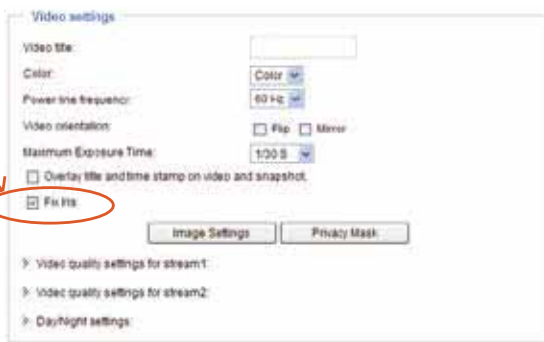 Video settings
Video title:
Color: Color
Power line frequency: 60 Hz
Video orientation: Flip Mirror
Maximum Exposure Time: 1/30 S
Overlay title and time stamp on video and snapshot.
Fix Iris
Image Settings Privacy Mask
Video quality settings for stream1:
Video quality settings for stream2:
Day/Night settings: